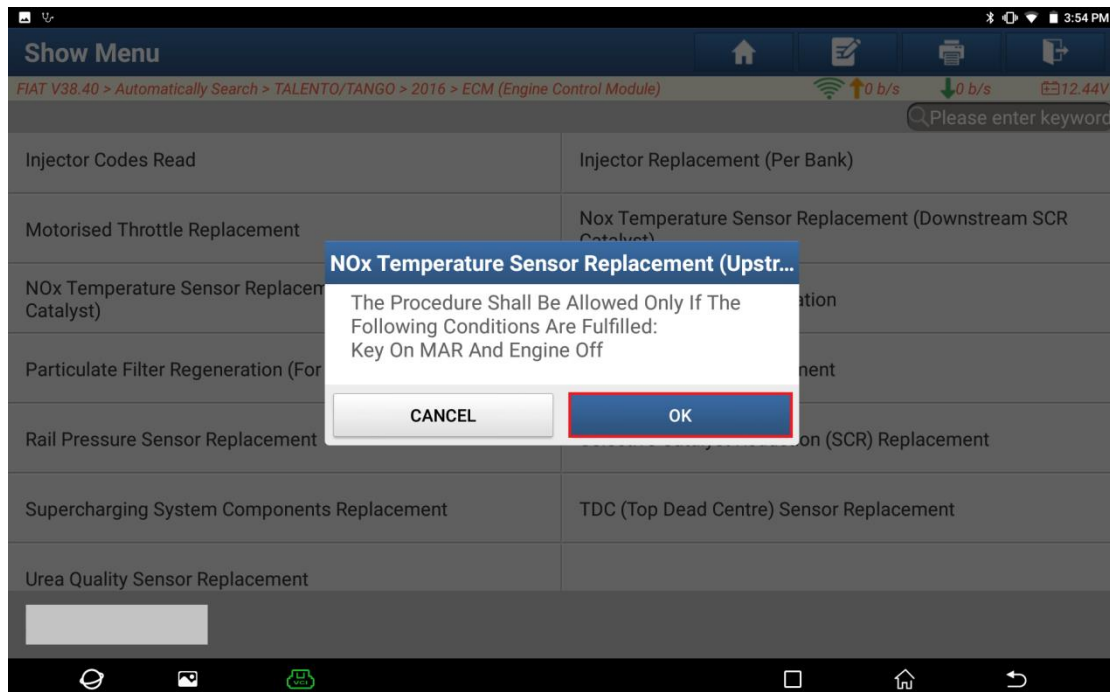 3:54 PM
Show Menu
FIAT V38.40 > Automatically Search > TALENTO/TANGO > 2016 > ECM (Engine Control Module)
0 b/s
0 b/s
12.44V
Please enter keyword
Injector Codes Read
Injector Replacement (Per Bank)
Motorised Throttle Replacement
Nox Temperature Sensor Replacement (Downstream SCR
Catalyst)
NOx Temperature Sensor Replacem
Catalyst)
NOx Temperature Sensor Replacement (Upstr...
The Procedure Shall Be Allowed Only If The
Following Conditions Are Fulfilled:
Key On MAR And Engine Off
CANCEL
OK
ation
Particulate Filter Regeneration (For
ment
Rail Pressure Sensor Replacement
(SCR) Replacement
Supercharging System Components Replacement
TDC (Top Dead Centre) Sensor Replacement
Urea Quality Sensor Replacement
VCI